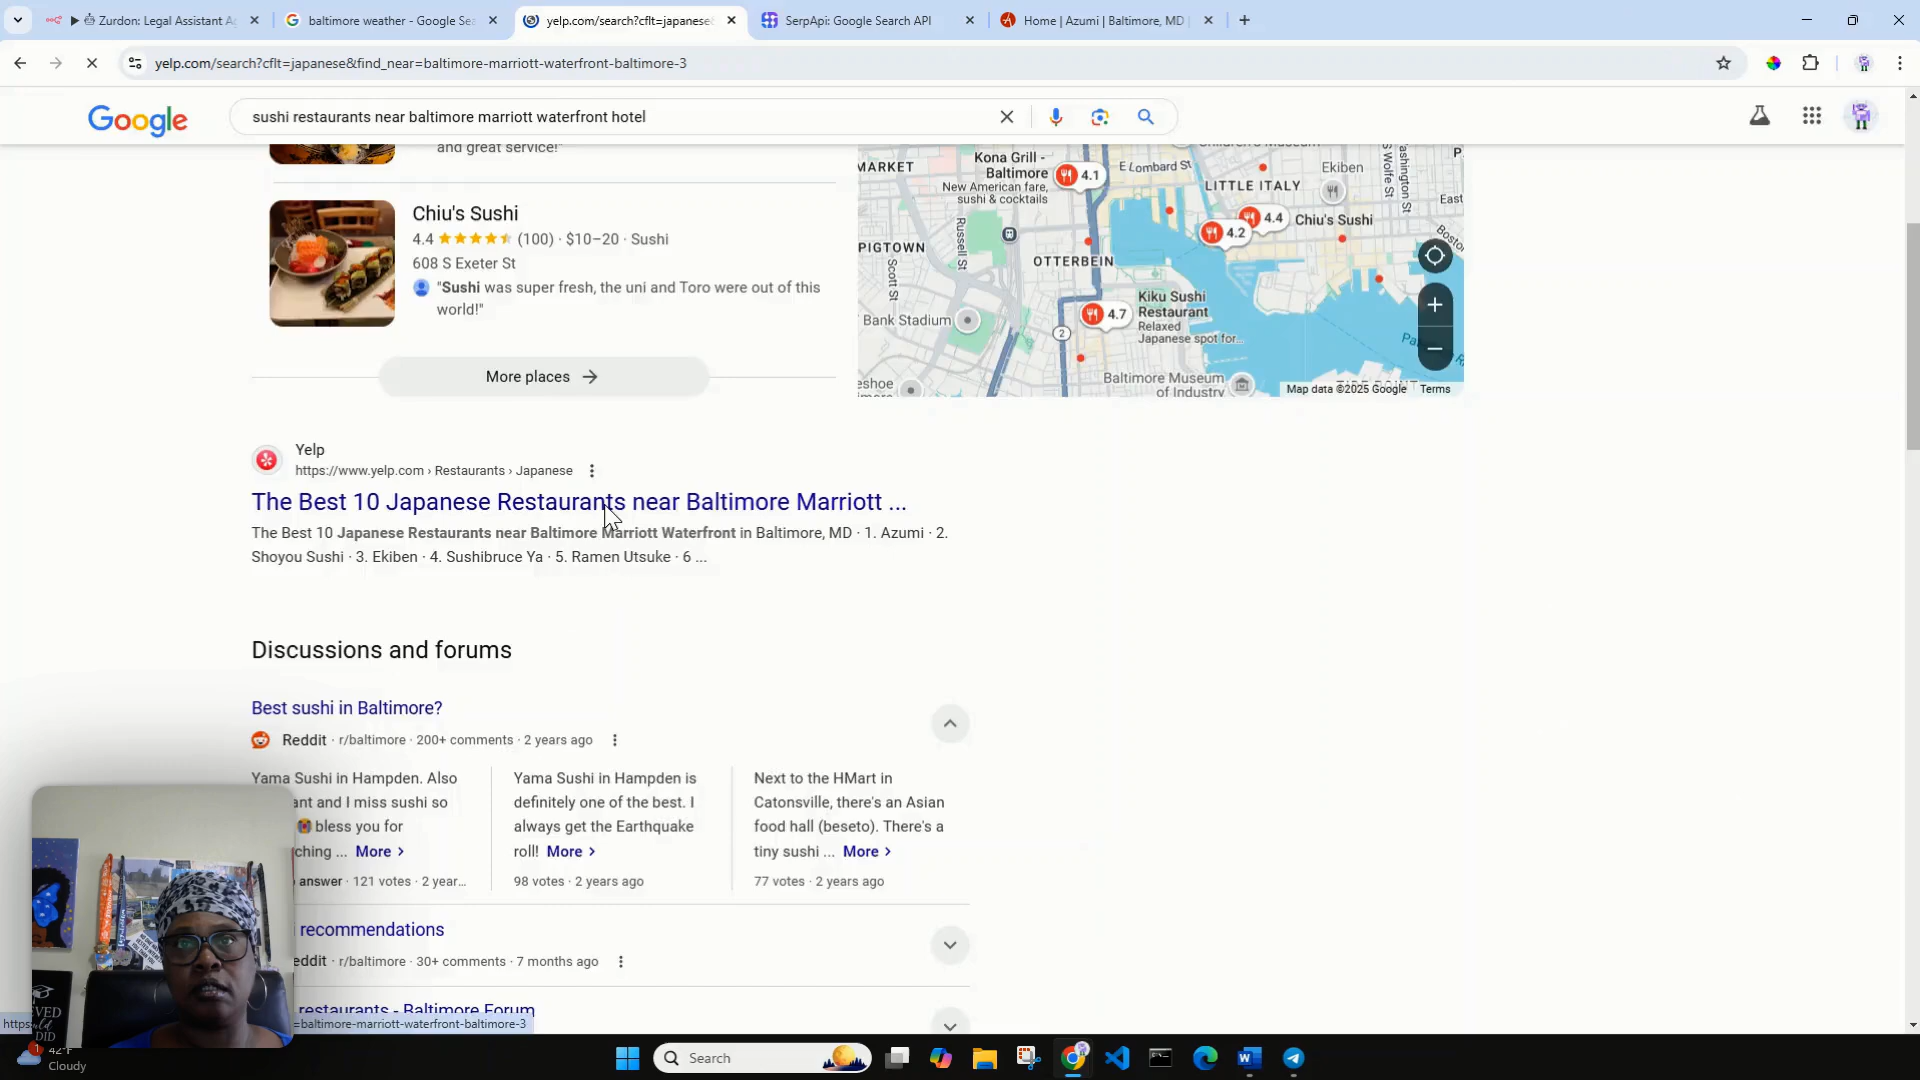 Zurdon: Legal Assistant A
baltimore weather - Google Sea
yelp.com/search?cflt=japanese
SerpApi: Google Search API
Home | Azumi | Baltimore, MD
yelp.com/search?cflt=japanese&find_near=baltimore-marriott-waterfront-baltimore-3
Google
sushi restaurants near baltimore marriott waterfront hotel
and great service!"
Chiu's Sushi
4.4 (100) · $10–20 · Sushi
608 S Exeter St
"Sushi was super fresh, the uni and Toro were out of this
world!"
More places
MARKET
Kona Grill -
Baltimore
New American fare,
sushi & cocktails
4.1
E Lombard St
LITTLE ITALY
Ekiben
PIGTOWN
Russell St
Scott St
4.4
Chiu's Sushi
4.2
OTTERBEIN
Kiku Sushi
Restaurant
Relaxed
Japanese spot for...
4.7
Bank Stadium
2
Baltimore Museum
of Industry
Map data ©2025 Google
Terms
Yelp
https://www.yelp.com › Restaurants › Japanese
The Best 10 Japanese Restaurants near Baltimore Marriott ...
The Best 10 Japanese Restaurants near Baltimore Marriott Waterfront in Baltimore, MD · 1. Azumi · 2.
Shoyou Sushi · 3. Ekiben · 4. Sushibruce Ya · 5. Ramen Utsuke · 6 ...
Discussions and forums
Best sushi in Baltimore?
Reddit · r/baltimore · 200+ comments · 2 years ago
Yama Sushi in Hampden. Also
ant and I miss sushi so
bless you for
ching ... More
answer · 121 votes · 2 year...
Yama Sushi in Hampden is
definitely one of the best. I
always get the Earthquake
roll! More
98 votes · 2 years ago
Next to the HMart in
Catonsville, there's an Asian
food hall (beseto). There's a
tiny sushi ... More
77 votes · 2 years ago
recommendations
eddit · r/baltimore · 30+ comments · 7 months ago
restaurants - Baltimore Forum
=baltimore-marriott-waterfront-baltimore-3
1
42°F
Cloudy
Search